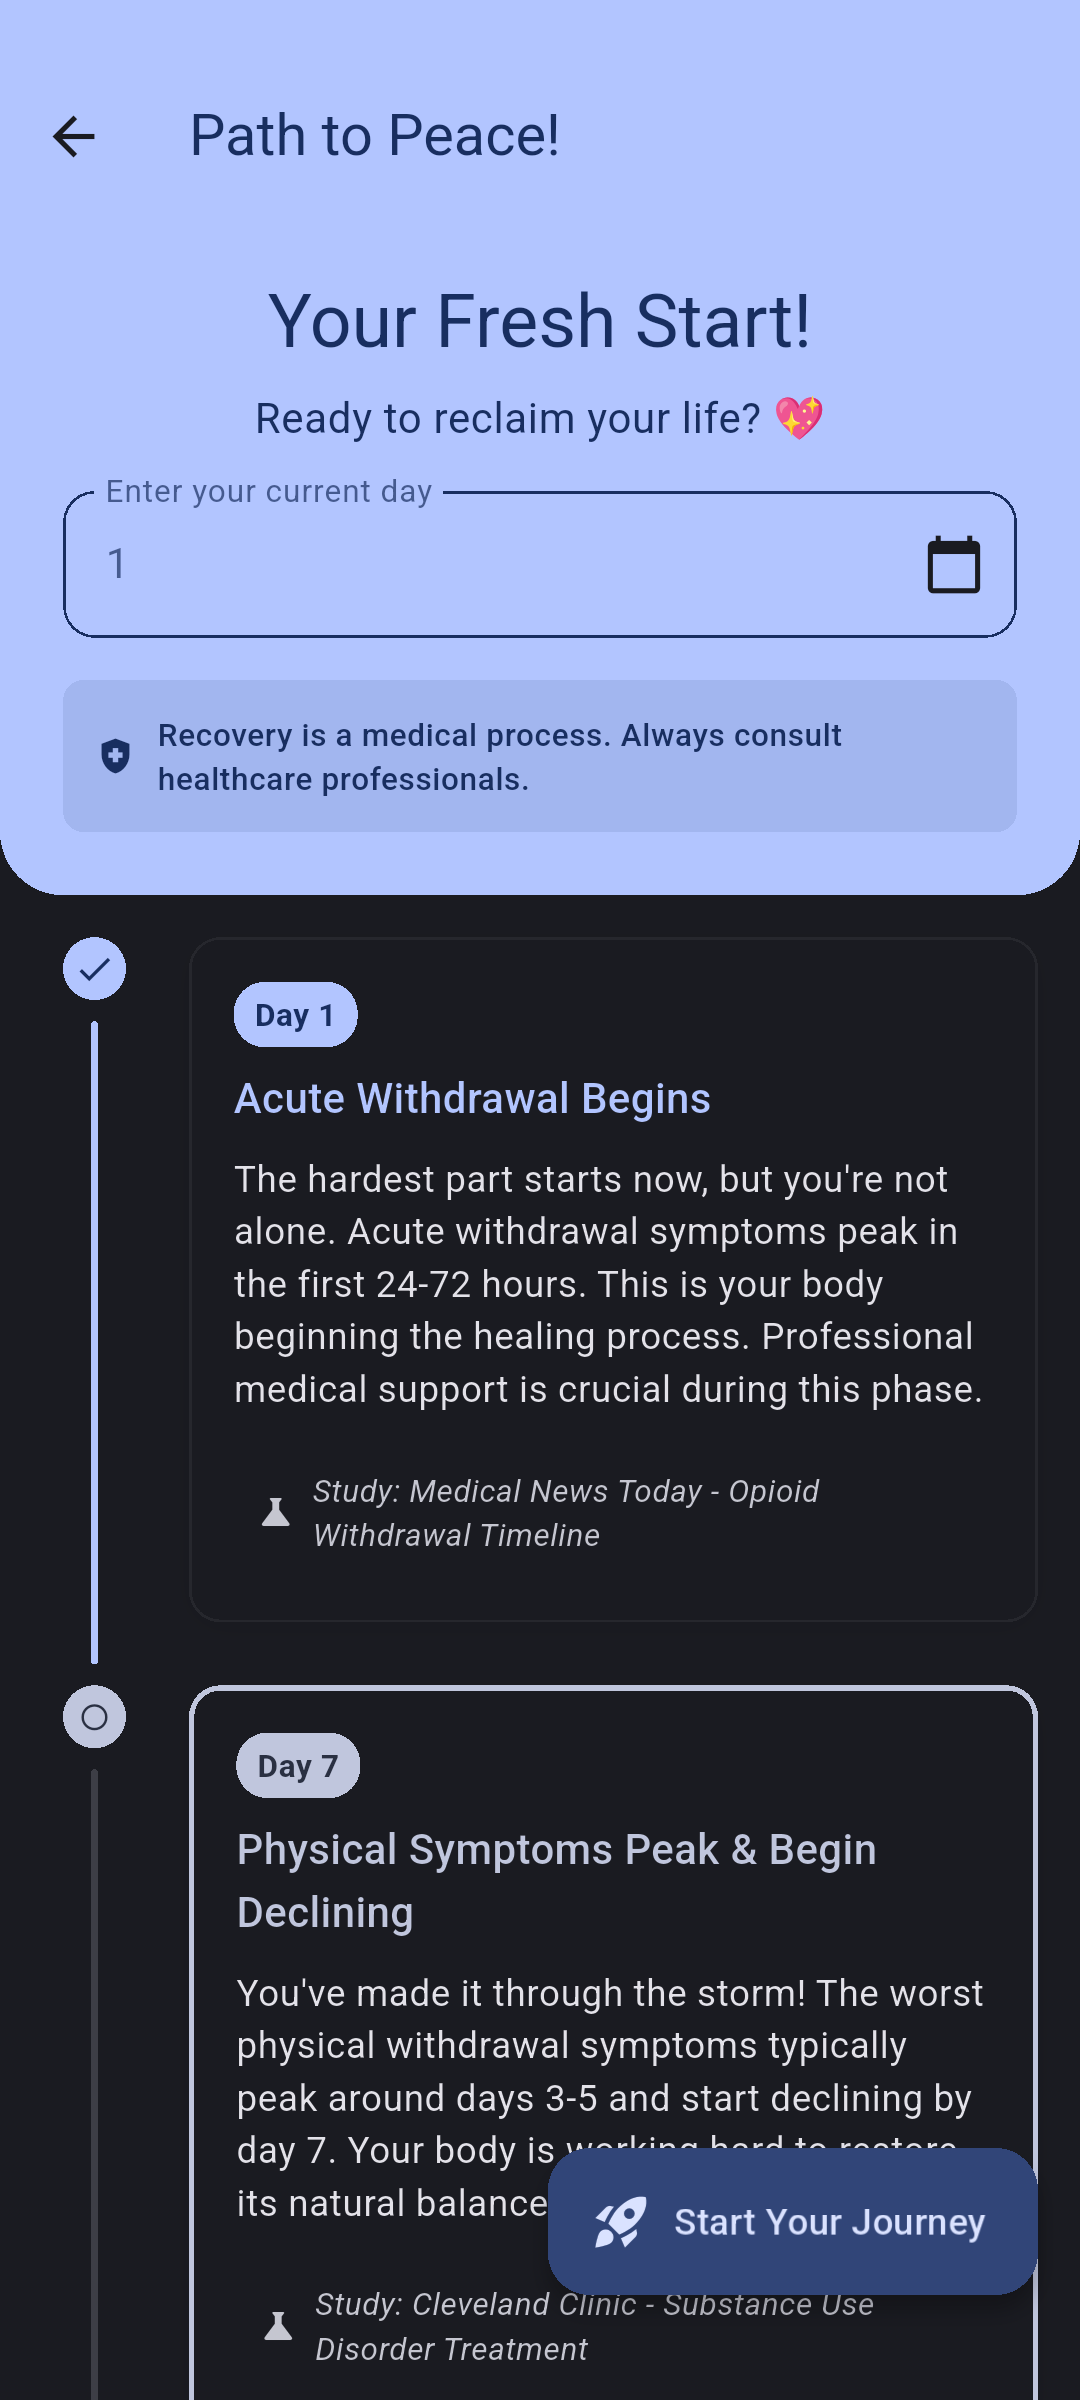 Path to Peace!
Your Fresh Start!
Ready to reclaim your life? 💖
Enter your current day
1
Recovery is a medical process. Always consult
healthcare professionals.
Day 1
Acute Withdrawal Begins
The hardest part starts now, but you're not
alone. Acute withdrawal symptoms peak in
the first 24-72 hours. This is your body
beginning the healing process. Professional
medical support is crucial during this phase.
Study: Medical News Today - Opioid
Withdrawal Timeline
Day 7
Physical Symptoms Peak & Begin
Declining
You've made it through the storm! The worst
physical withdrawal symptoms typically
peak around days 3-5 and start declining by
day 7. Your body is working hard to restore
its natural balance
Start Your Journey
Study: Cleveland Clinic - Substance Use
Disorder Treatment